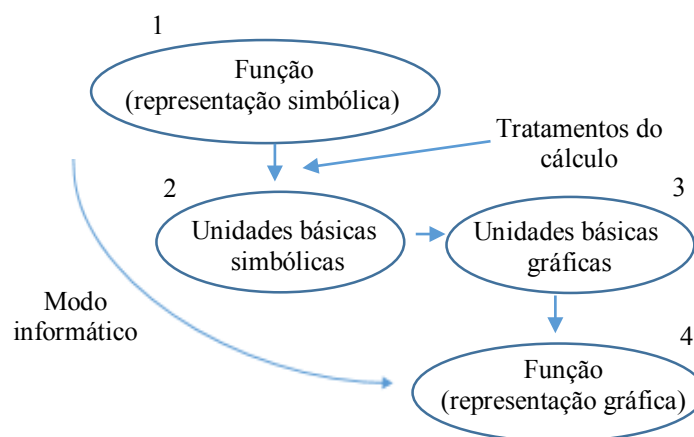 1
Função
(representação simbólica)
Tratamentos do
cálculo
2
Unidades básicas
simbólicas
3
Unidades básicas
gráficas
Modo
informático
4
Função
(representação gráfica)